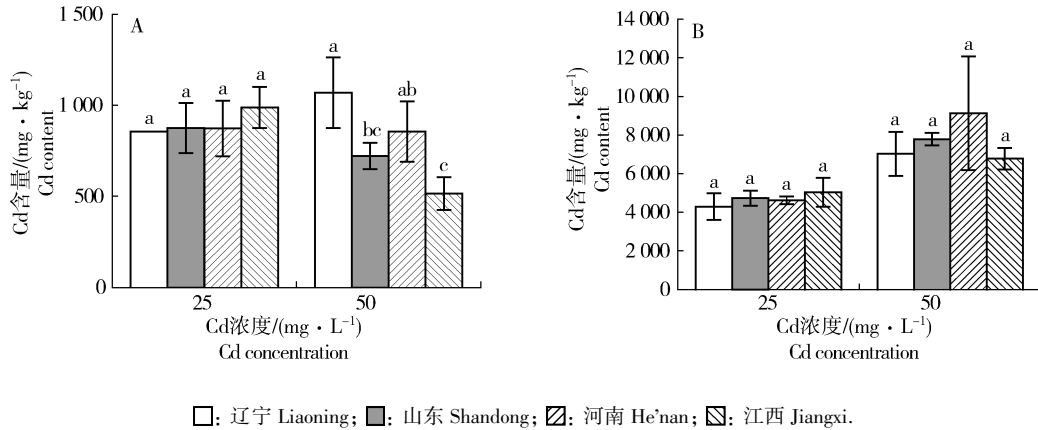 A
1 500
1 000
500
0
Cd含量/(mg·kg⁻¹)
Cd content
a
a
a
a
a
bc
ab
c
25
50
Cd浓度/(mg·L⁻¹)
Cd concentration
B
14 000
12 000
10 000
8 000
6 000
4 000
2 000
0
Cd含量/(mg·kg⁻¹)
Cd content
a
a
a
a
a
a
a
a
25
50
Cd浓度/(mg·L⁻¹)
Cd concentration
: 辽宁 Liaoning; : 山东 Shandong; : 河南 He'nan; : 江西 Jiangxi.